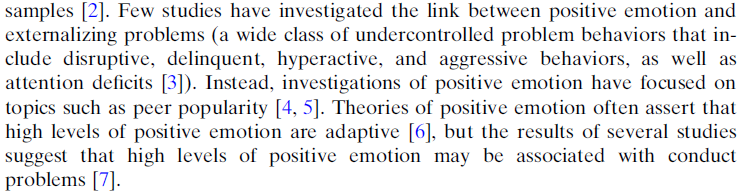 samples [2]. Few studies have investigated the link between positive emotion and
externalizing problems (a wide class of undercontrolled problem behaviors that in-
clude disruptive, delinquent, hyperactive, and aggressive behaviors, as well as
attention deficits [3]). Instead, investigations of positive emotion have focused on
topics such as peer popularity [4, 5]. Theories of positive emotion often assert that
high levels of positive emotion are adaptive [6], but the results of several studies
suggest that high levels of positive emotion may be associated with conduct
problems [7].